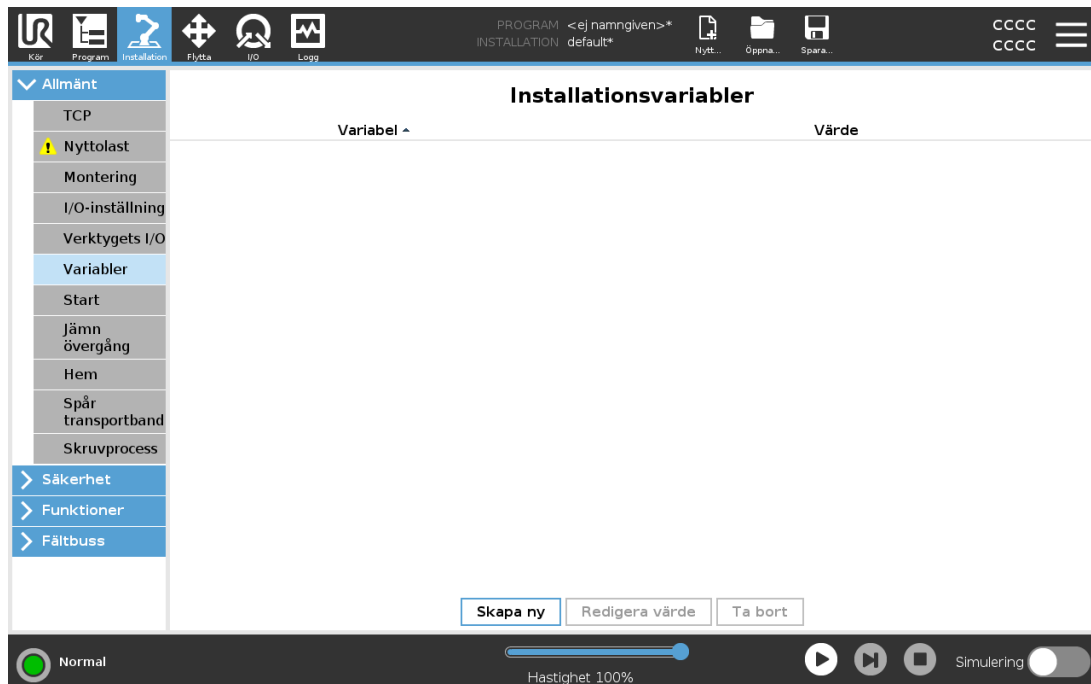 PROGRAM <ej namngiven>*
INSTALLATION default*
CCCC
CCCC
Kör Program Installation Flytta I/O Logg Nytt... Öppna... Spara...
Allmänt
TCP
Nyttolast
Montering
I/O-inställning
Verktygets I/O
Variabler
Start
Jämn
övergång
Hem
Spår
transportband
Skruvprocess
Säkerhet
Funktioner
Fältbuss
Installationsvariabler
Variabel Värde
Skapa ny Redigera värde Ta bort
Normal
Hastighet 100%
Simulering